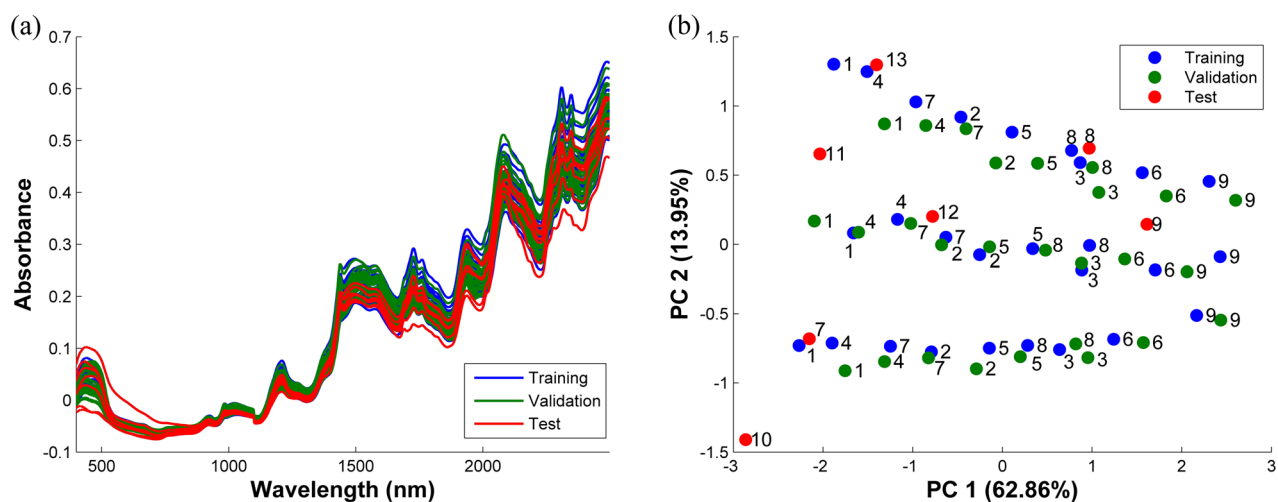 (a)
Absorbance
0.7
0.6
0.5
0.4
0.3
0.2
0.1
0
-0.1
500 1000 1500 2000
Wavelength (nm)
Training
Validation
Test
(b)
PC 2 (13.95%)
1.5
1
0.5
0
-0.5
-1
-1.5
-3 -2 -1 0 1 2 3
PC 1 (62.86%)
Training
Validation
Test
1 13
4
7 2
1 4 7 5 8 8
11 2 5 8 3 6 9
3 6 9
4 12 9
1 4 7 7 5 5 8 8 9
1 2 2 3 3 6 6 9
7 9 9
1 4 7 2 5 8 3 6 6
1 4 7 2 5 3
10